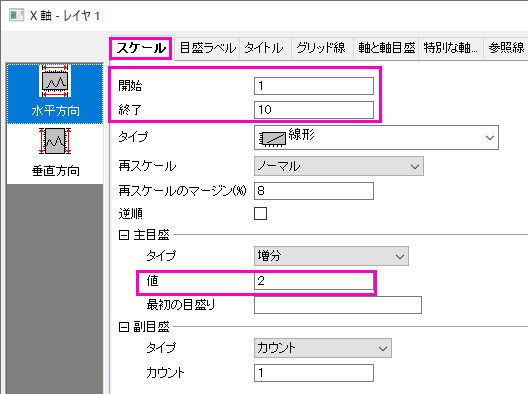 X 軸 - レイヤ 1
スケール 目盛ラベル タイトル グリッド線 軸と軸目盛 特別な軸... 参照線
水平方向
垂直方向
開始 1
終了 10
タイプ 線形
再スケール ノーマル
再スケールのマージン(%) 8
逆順
主目盛
タイプ 増分
値 2
最初の目盛り
副目盛
タイプ カウント
カウント 1